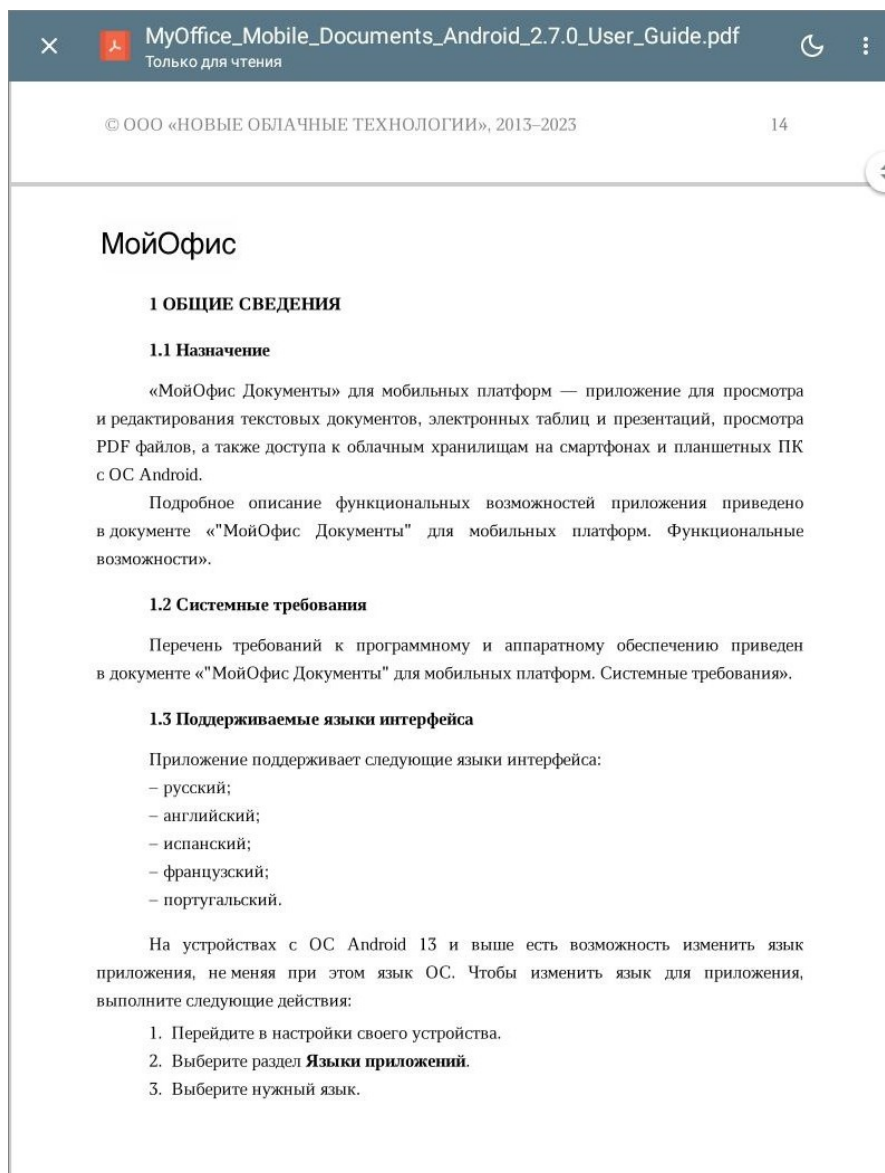 MyOffice_Mobile_Documents_Android_2.7.0_User_Guide.pdf
Только для чтения
© ООО «НОВЫЕ ОБЛАЧНЫЕ ТЕХНОЛОГИИ», 2013–2023 14
МойОфис
1 ОБЩИЕ СВЕДЕНИЯ
1.1 Назначение
«МойОфис Документы» для мобильных платформ — приложение для просмотра
и редактирования текстовых документов, электронных таблиц и презентаций, просмотра
PDF файлов, а также доступа к облачным хранилищам на смартфонах и планшетных ПК
с ОС Android.
Подробное описание функциональных возможностей приложения приведено
в документе «"МойОфис Документы" для мобильных платформ. Функциональные
возможности».
1.2 Системные требования
Перечень требований к программному и аппаратному обеспечению приведен
в документе «"МойОфис Документы" для мобильных платформ. Системные требования».
1.3 Поддерживаемые языки интерфейса
Приложение поддерживает следующие языки интерфейса:
– русский;
– английский;
– испанский;
– французский;
– португальский.
На устройствах с ОС Android 13 и выше есть возможность изменить язык
приложения, не меняя при этом язык ОС. Чтобы изменить язык для приложения,
выполните следующие действия:
1. Перейдите в настройки своего устройства.
2. Выберите раздел Языки приложений.
3. Выберите нужный язык.